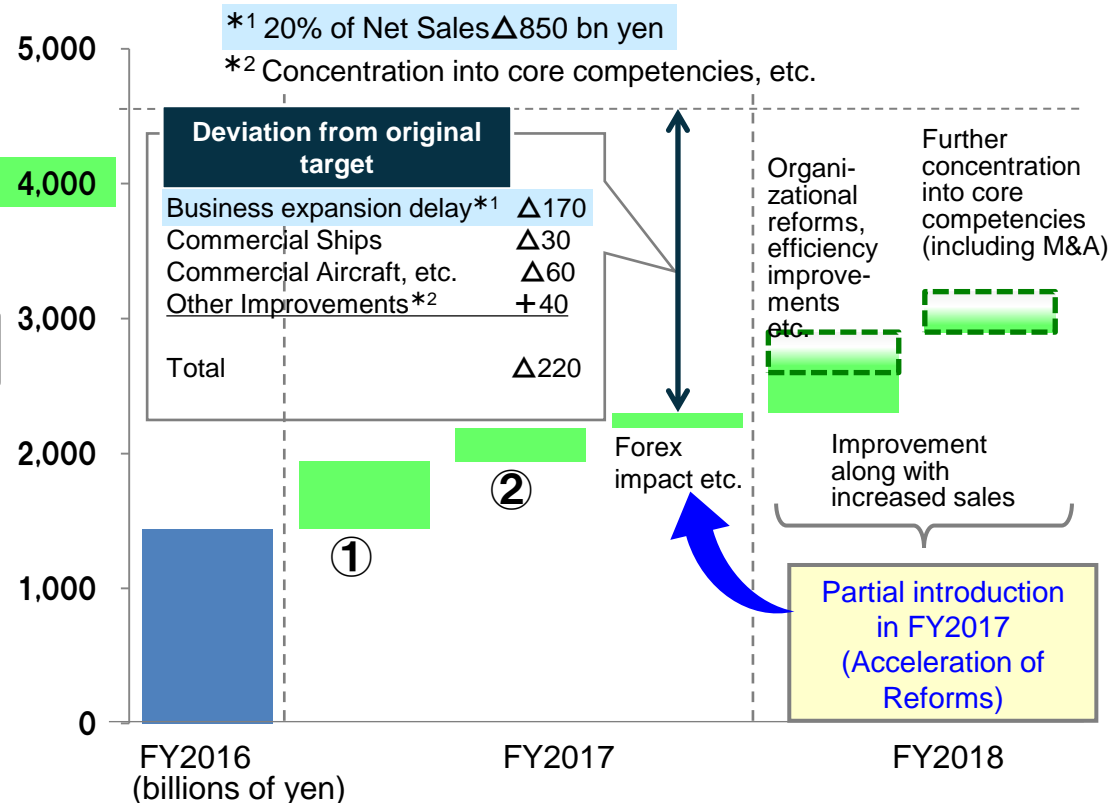 *1 20% of Net Sales△850 bn yen
*2 Concentration into core competencies, etc.
5,000
4,000
3,000
2,000
1,000
0
Deviation from original
target
Business expansion delay*1 △170
Commercial Ships △30
Commercial Aircraft, etc. △60
Other Improvements*2 +40
Total △220
①
②
Forex
impact etc.
Organi-
zational
reforms,
efficiency
improve-
ments
etc.
Further
concentration
into core
competencies
(including M&A)
Improvement
along with
increased sales
Partial introduction
in FY2017
(Acceleration of
Reforms)
FY2016
FY2017
FY2018
(billions of yen)